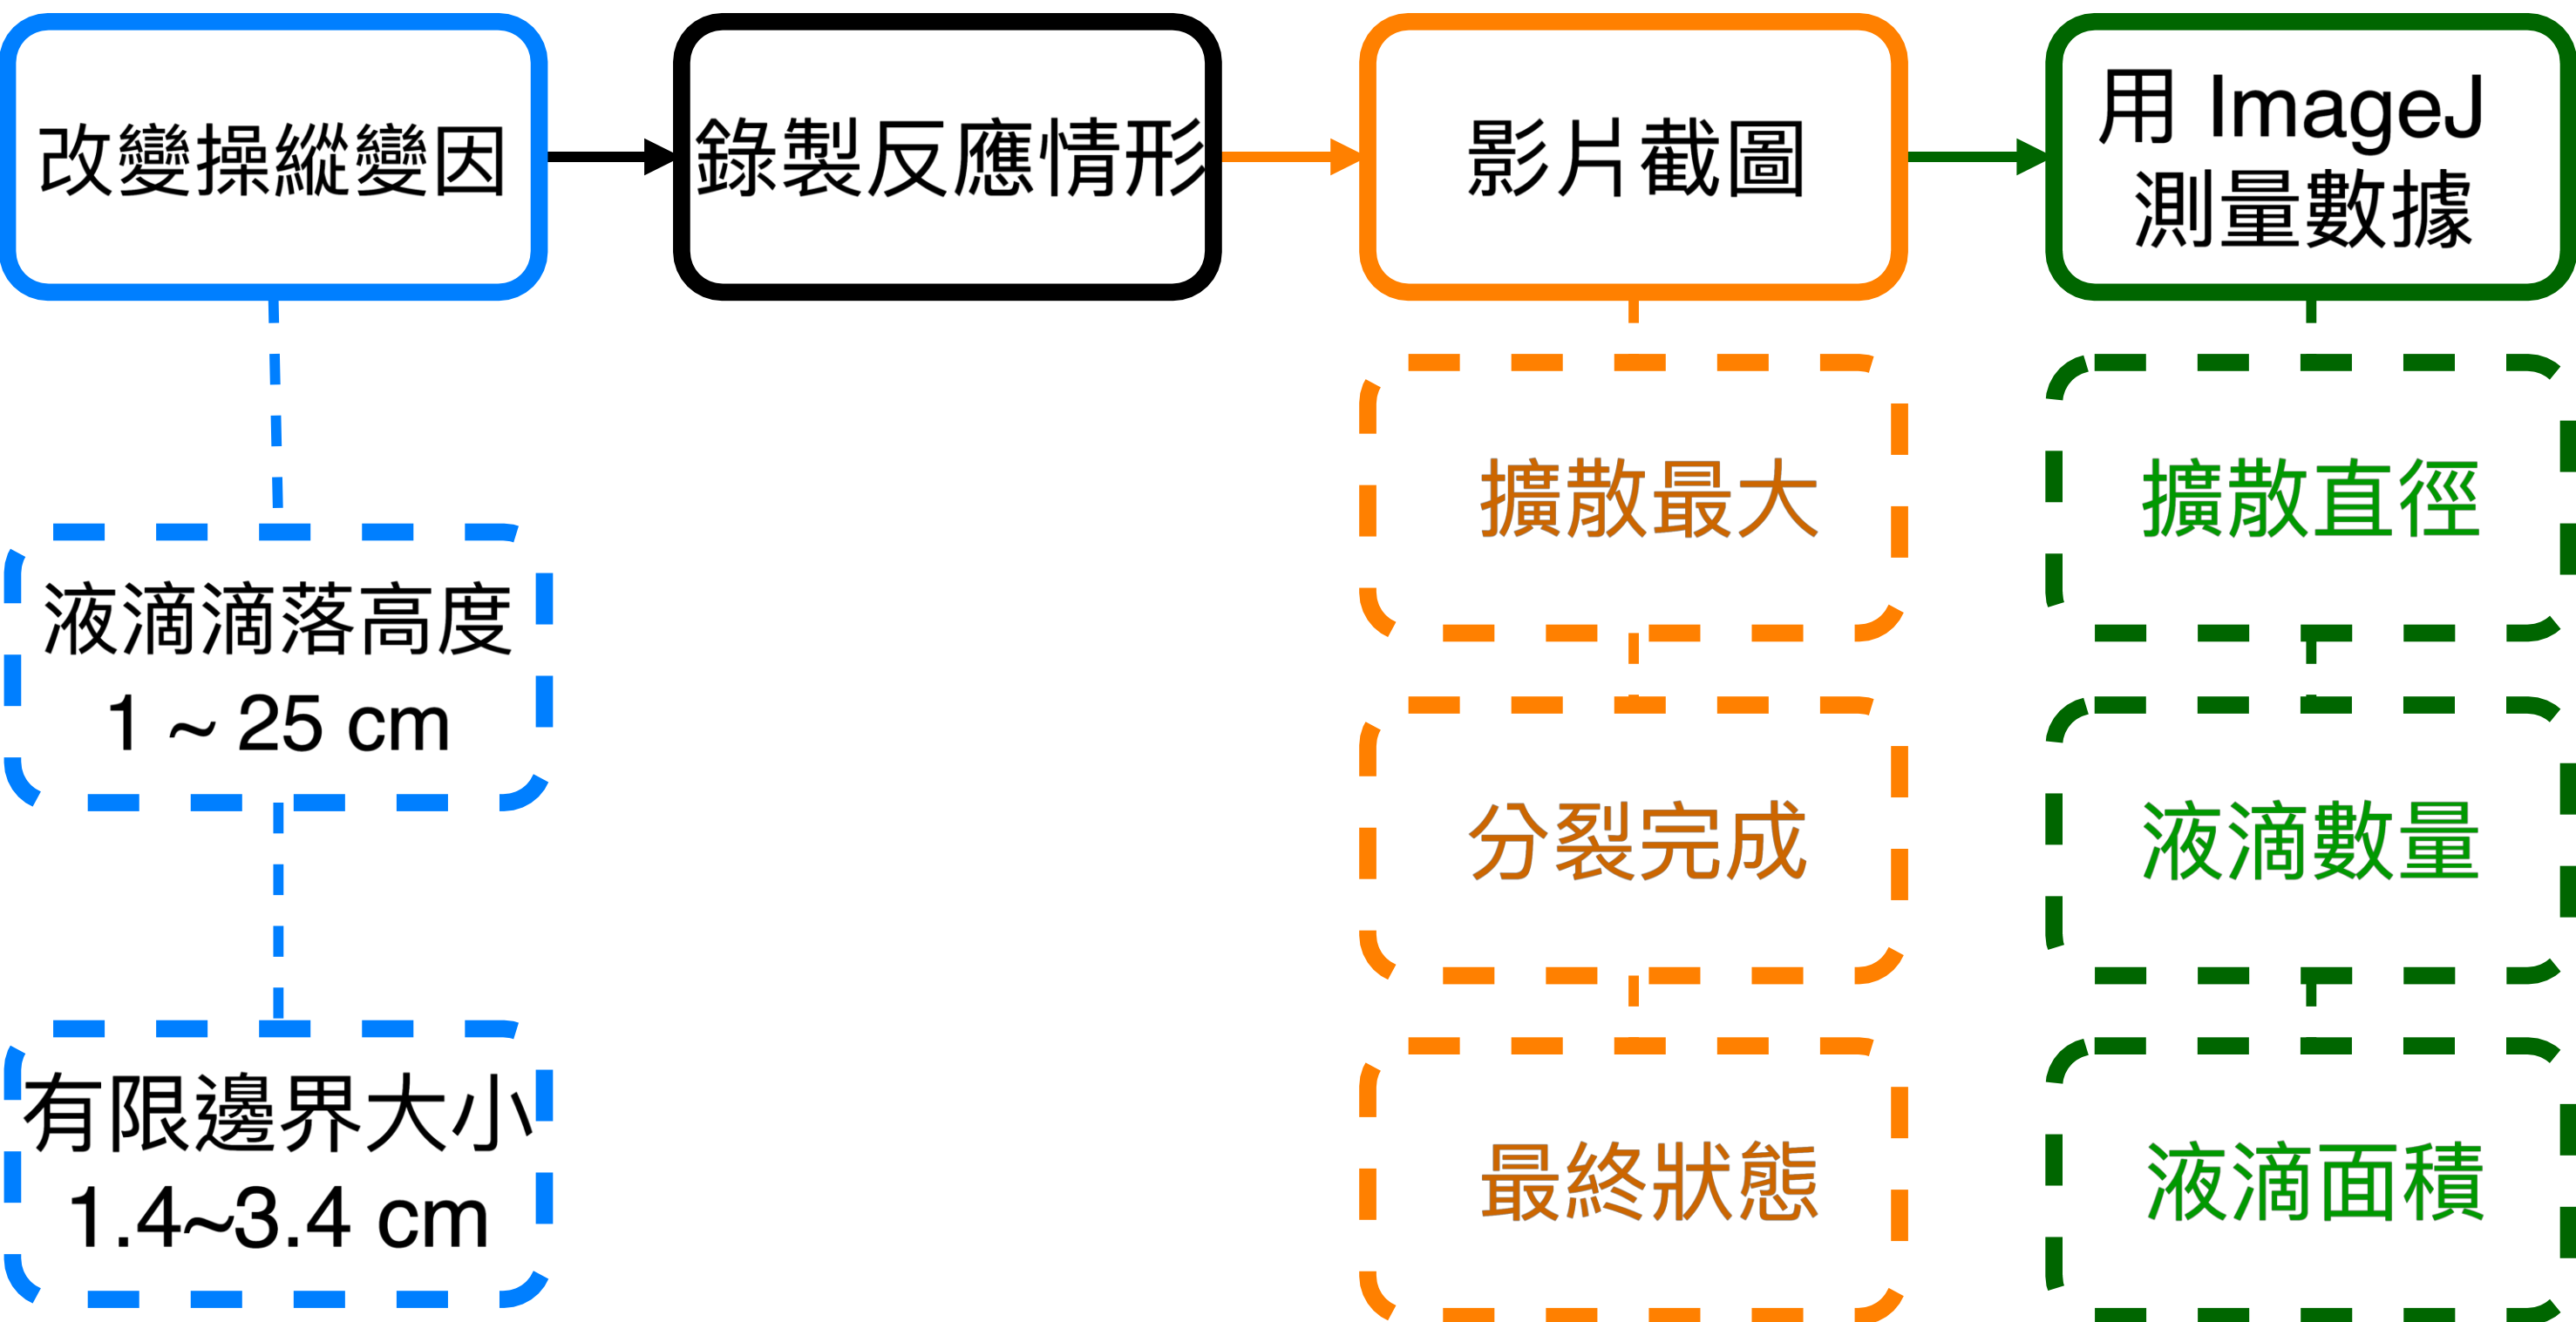 改變操縱變因
錄製反應情形
影片截圖
用 ImageJ
測量數據
液滴滴落高度
1 ~ 25 cm
有限邊界大小
1.4~3.4 cm
擴散最大
分裂完成
最終狀態
擴散直徑
液滴數量
液滴面積